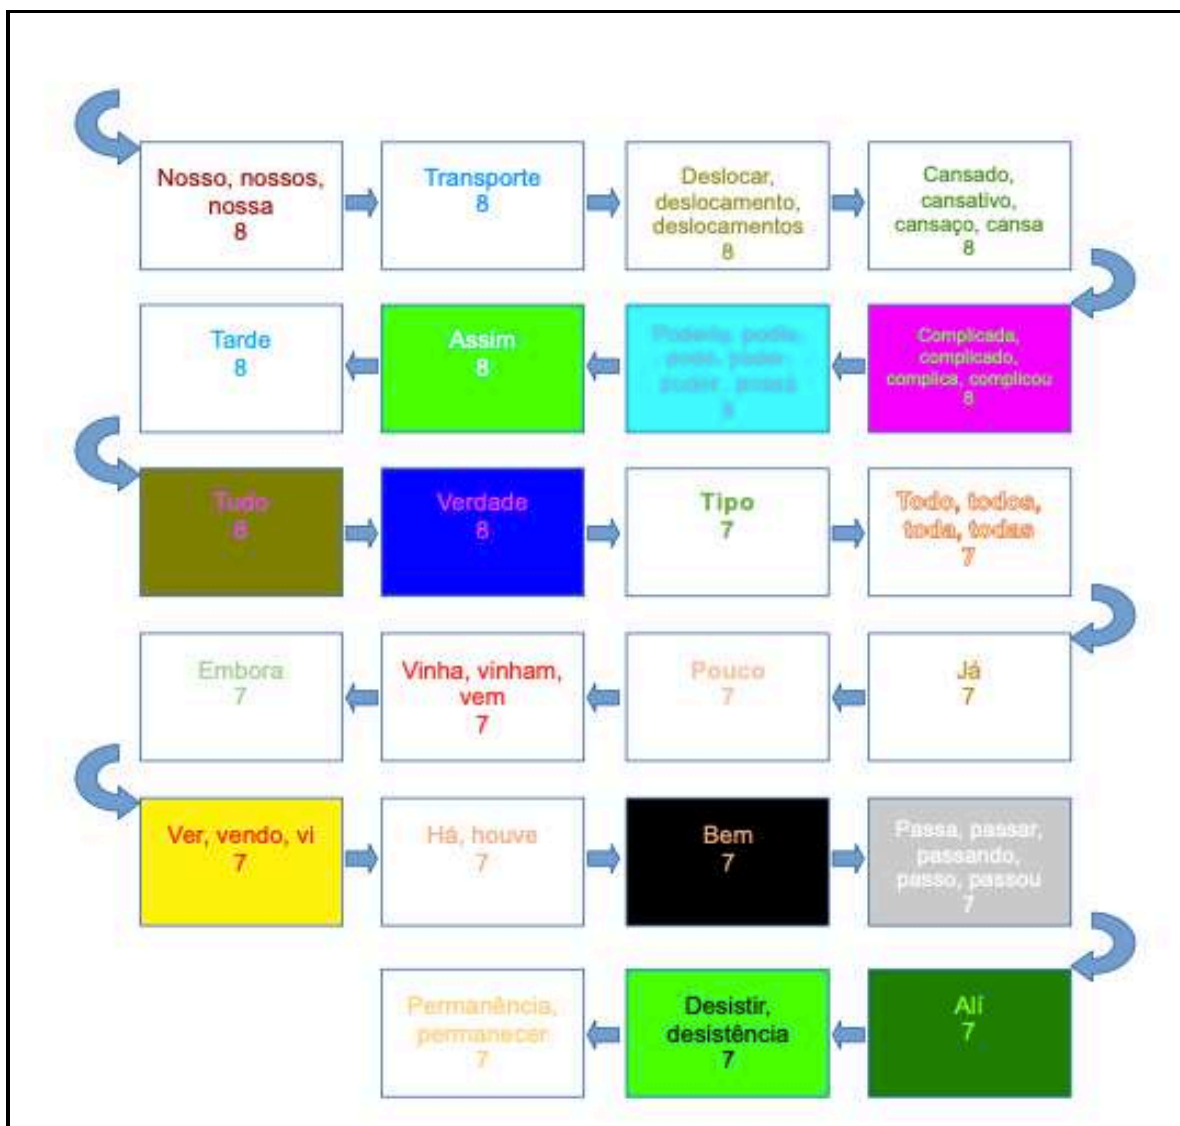 Nosso, nossos,
nossa
8
Transporte
8
Deslocar,
deslocamento,
deslocamentos
8
Cansado,
cansativo,
cansaço, cansa
8
Tarde
8
Assim
8
Complicada,
complicado,
complica, complicou
8
Tudo
8
Verdade
8
Tipo
7
Todo, todos,
toda, todas
7
Embora
7
Vinha, vinham,
vem
7
Pouco
7
Já
7
Ver, vendo, vi
7
Há, houve
7
Bem
7
Passa, passar,
passando,
passo, passou
7
Permanência,
permanecer
7
Desistir,
desistência
7
Alí
7